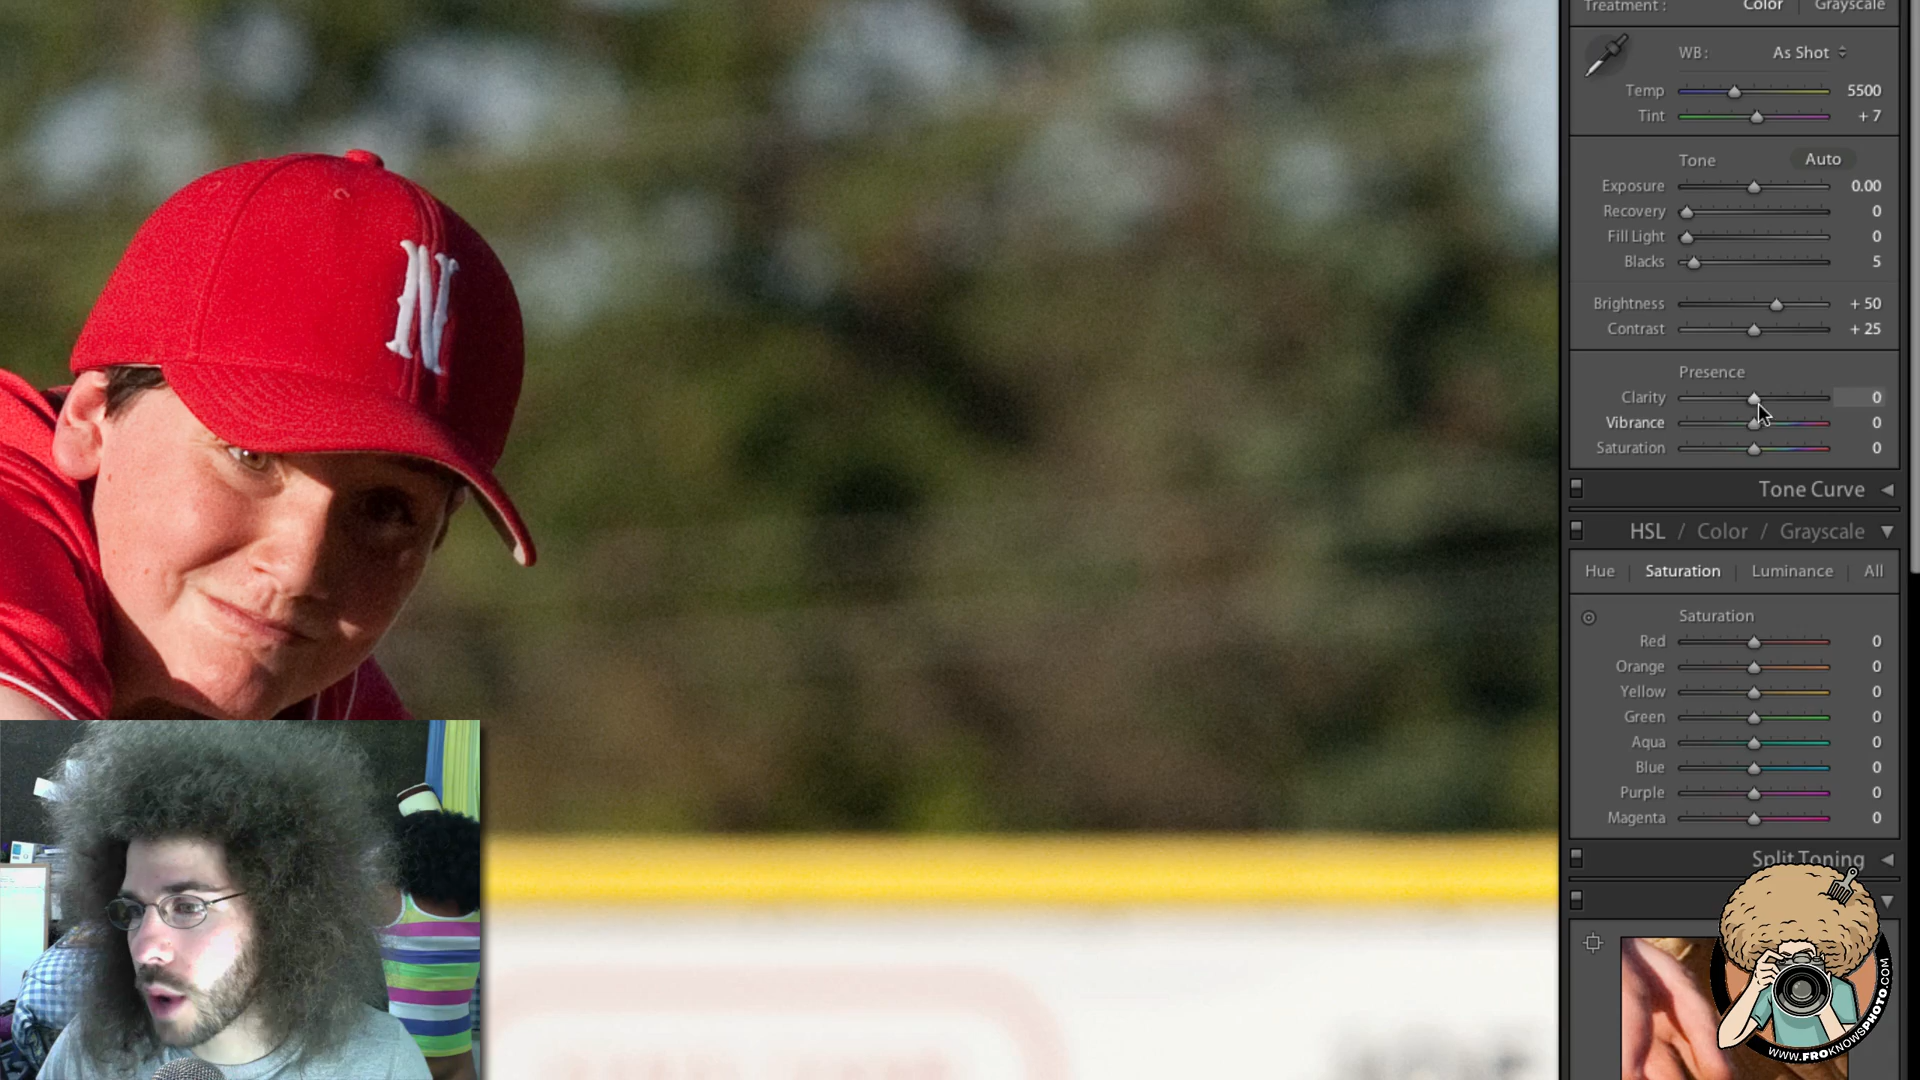 Treatment : Color | Grayscale
WB: As Shot
Temp 5500
Tint + 7
Tone Auto
Exposure 0.00
Recovery 0
Fill Light 0
Blacks 5
Brightness + 50
Contrast + 25
Presence
Clarity 0
Vibrance 0
Saturation 0
Tone Curve
HSL / Color / Grayscale
Hue | Saturation | Luminance | All
Saturation
Red 0
Orange 0
Yellow 0
Green 0
Aqua 0
Blue 0
Purple 0
Magenta 0
Split Toning
N
WWW.FROKNOWSPHOTO.COM